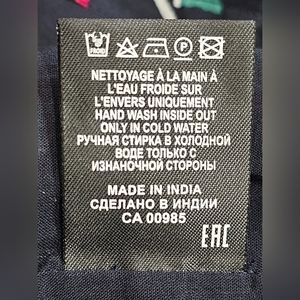 NETTOYAGE À LA MAIN À
L'EAU FROIDE SUR
L'ENVERS UNIQUEMENT
HAND WASH INSIDE OUT
ONLY IN COLD WATER
РУЧНАЯ СТИРКА В ХОЛОДНОЙ
ВОДЕ ТОЛЬКО С
ИЗНАНОЧНОЙ СТОРОНЫ
MADE IN INDIA
СДЕЛАНО В ИНДИИ
CA 00985
EAC